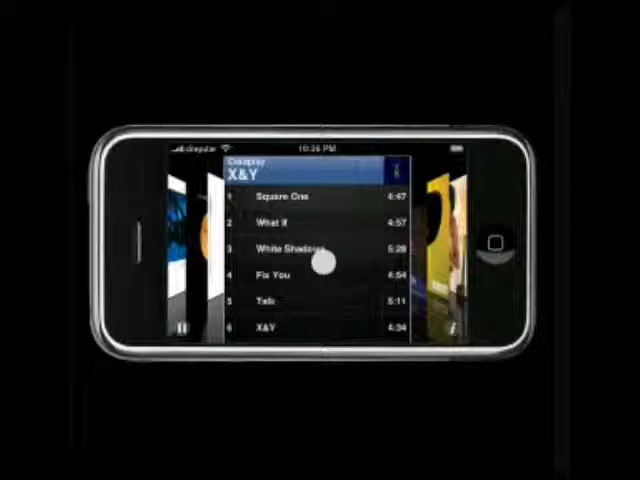 cingular 10:36 PM
Coldplay
X&Y
1 Square One 4:47
2 What If 4:57
3 White Shadows 5:28
4 Fix You 4:54
5 Talk 5:11
6 X&Y 4:34